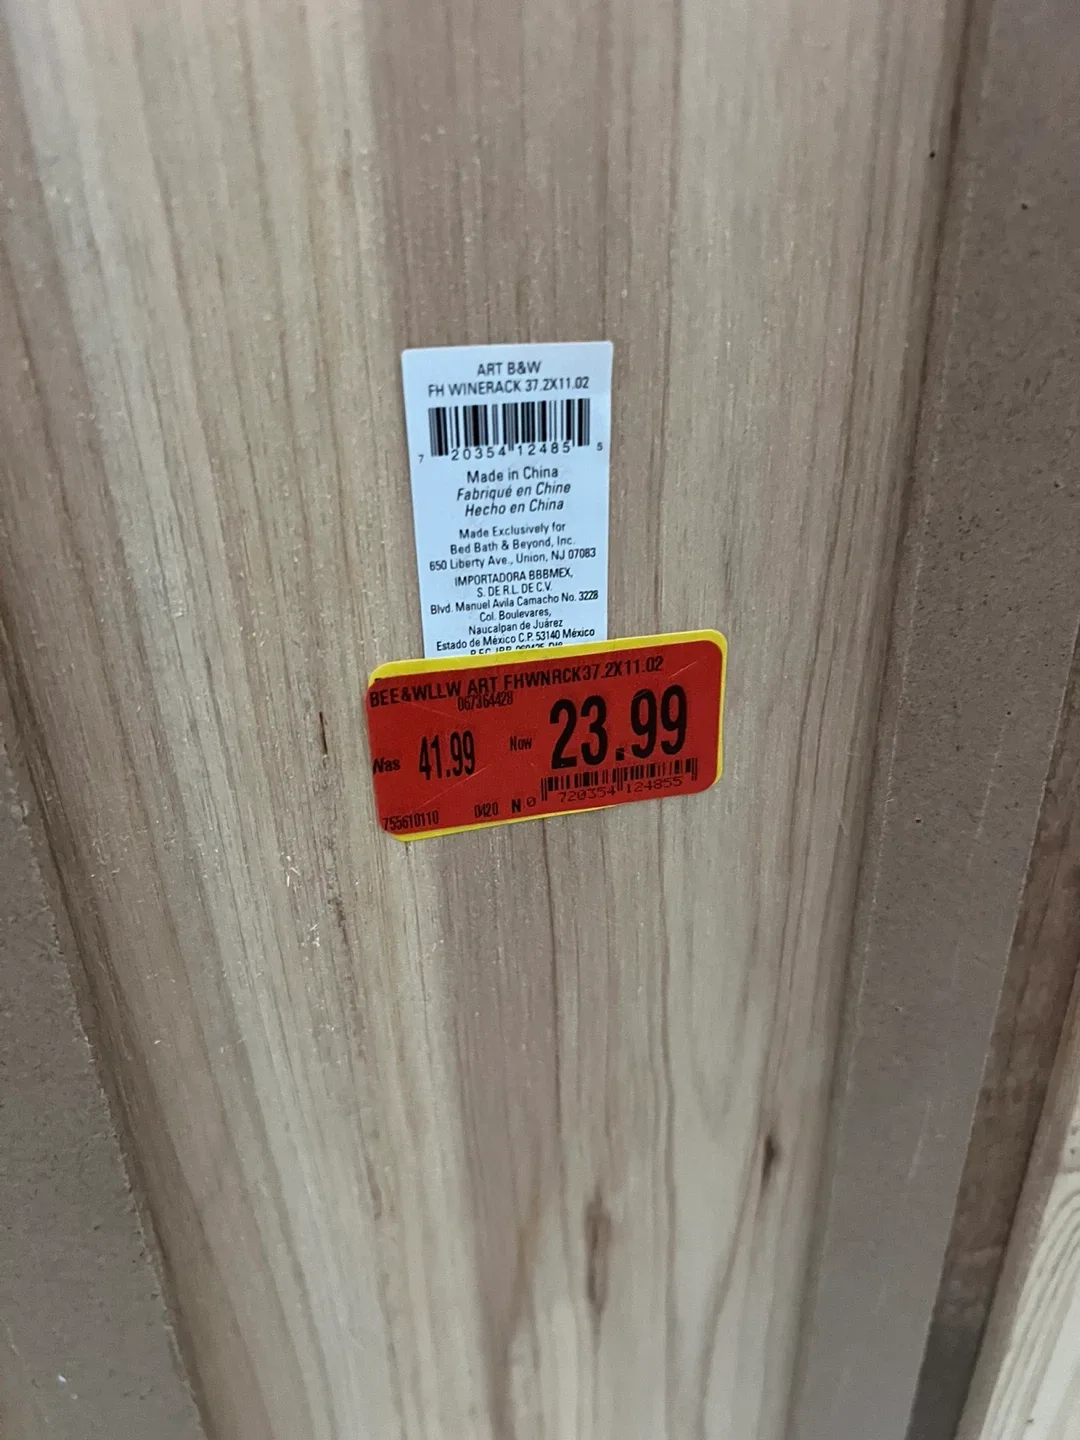 ART B&W
FH WINERACK 37.2X11.02
7 20354 12485 5
Made in China
Fabriqué en Chine
Hecho en China
Made Exclusively for
Bed Bath & Beyond, Inc.
650 Liberty Ave., Union, NJ 07083
IMPORTADORA BBBMEX,
S. DE R.L. DE C.V.
Blvd. Manuel Avila Camacho No. 3228
Col. Boulevares,
Naucalpan de Juárez
Estado de México C.P. 53140 México
BEE&WLLW ART FHWNRCK37.2X11.02
067364428
Was 41.99 Now 23.99
755610110 0420 N 0 720354 124855